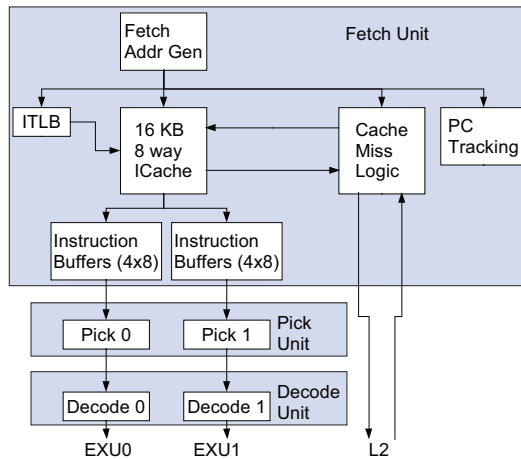 Fetch
Addr Gen
Fetch Unit
ITLB
16 KB
8 way
ICache
Cache
Miss
Logic
PC
Tracking
Instruction
Buffers (4x8)
Instruction
Buffers (4x8)
Pick 0
Pick 1
Pick
Unit
Decode 0
Decode 1
Decode
Unit
EXU0
EXU1
L2